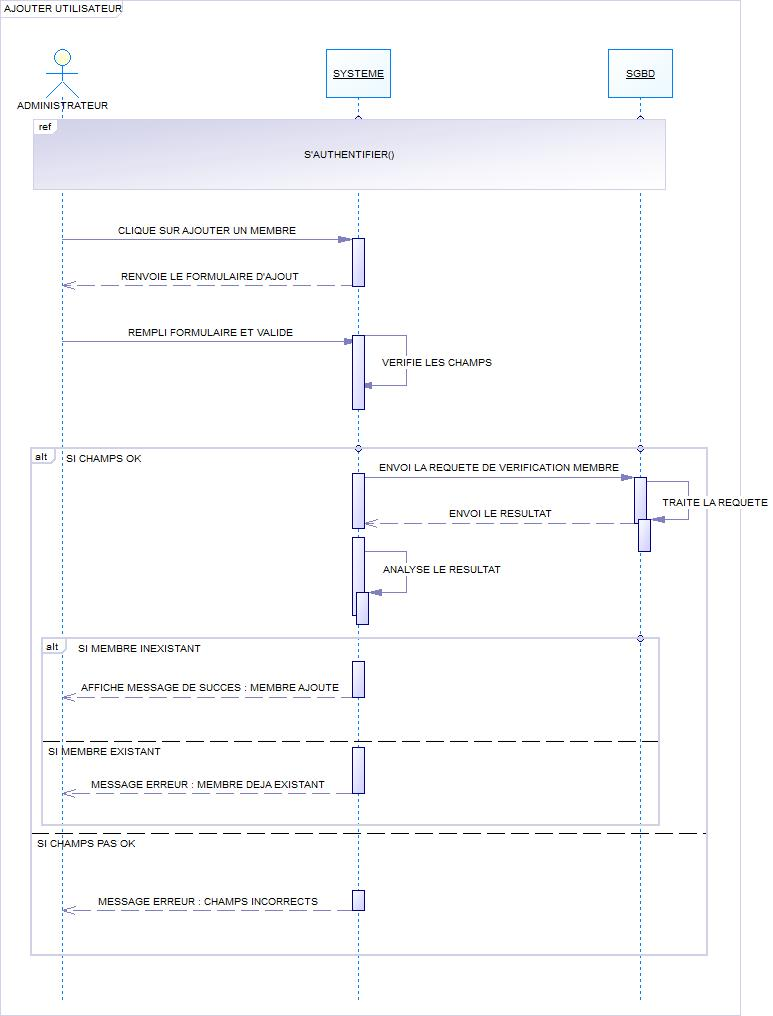 AJOUTER UTILISATEUR
SYSTEME
SGBD
ADMINISTRATEUR
ref
S'AUTHENTIFIER()
CLIQUE SUR AJOUTER UN MEMBRE
RENVOIE LE FORMULAIRE D'AJOUT
REMPLI FORMULAIRE ET VALIDE
VERIFIE LES CHAMPS
alt
SI CHAMPS OK
ENVOI LA REQUETE DE VERIFICATION MEMBRE
TRAITE LA REQUETE
ENVOI LE RESULTAT
ANALYSE LE RESULTAT
alt
SI MEMBRE INEXISTANT
AFFICHE MESSAGE DE SUCCES : MEMBRE AJOUTE
SI MEMBRE EXISTANT
MESSAGE ERREUR : MEMBRE DEJA EXISTANT
SI CHAMPS PAS OK
MESSAGE ERREUR : CHAMPS INCORRECTS